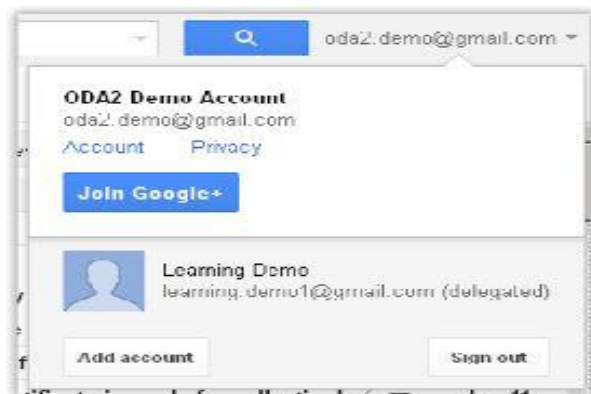 oda2.demo@gmail.com
ODA2 Demo Account
oda2.demo@gmail.com
Account Privacy
Join Google+
Learning Demo
learning.demo1@gmail.com (delegated)
Add account Sign out